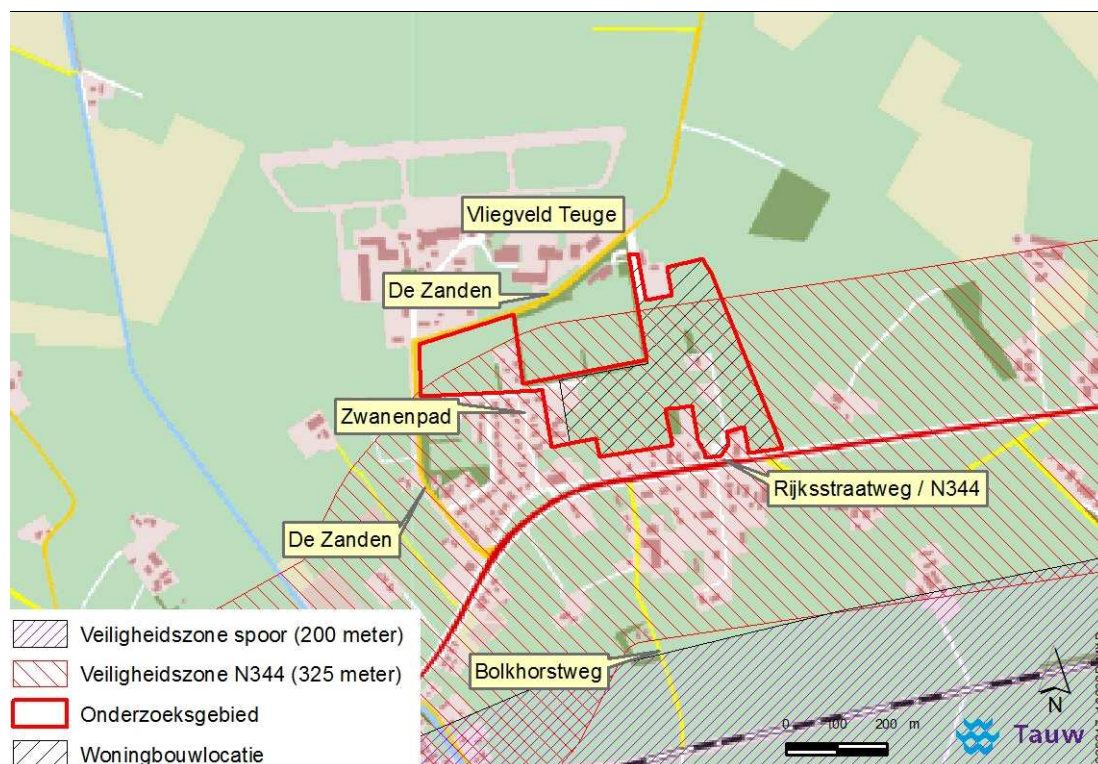 Vliegveld Teuge
De Zanden
Zwanenpad
Rijksstraatweg / N344
De Zanden
Bolkhorstweg
Veiligheidszone spoor (200 meter)
Veiligheidszone N344 (325 meter)
Onderzoeksgebied
Woningbouwlocatie
0 100 200 m
N
Tauw